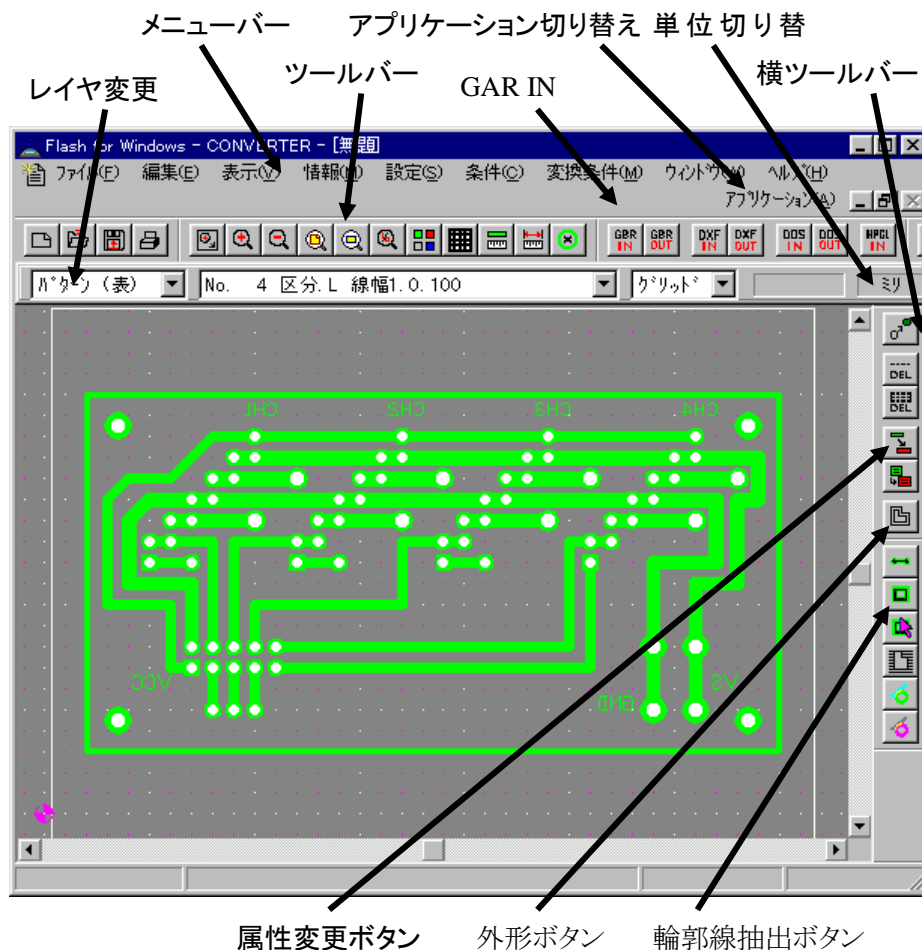 メニューバー アプリケーション切り替え 単位切り替
レイヤ変更 ツールバー GAR IN 横ツールバー
Flash for Windows - CONVERTER - [無題]
ファイル(F) 編集(E) 表示(V) 情報(M) 設定(S) 条件(C) 変換条件(M) ウィンドウ(W) ヘルプ(H)
アプリケーション(A)
GBR IN GBR OUT DXF IN DXF OUT DOS IN DOS OUT HPGL IN
パターン (表) No. 4 区分.L 線幅1. 0.100 グリッド ミリ
DEL
DEL
CH1 CH2 CH3 CH4
VCC GND VS
属性変更ボタン 外形ボタン 輪郭線抽出ボタン